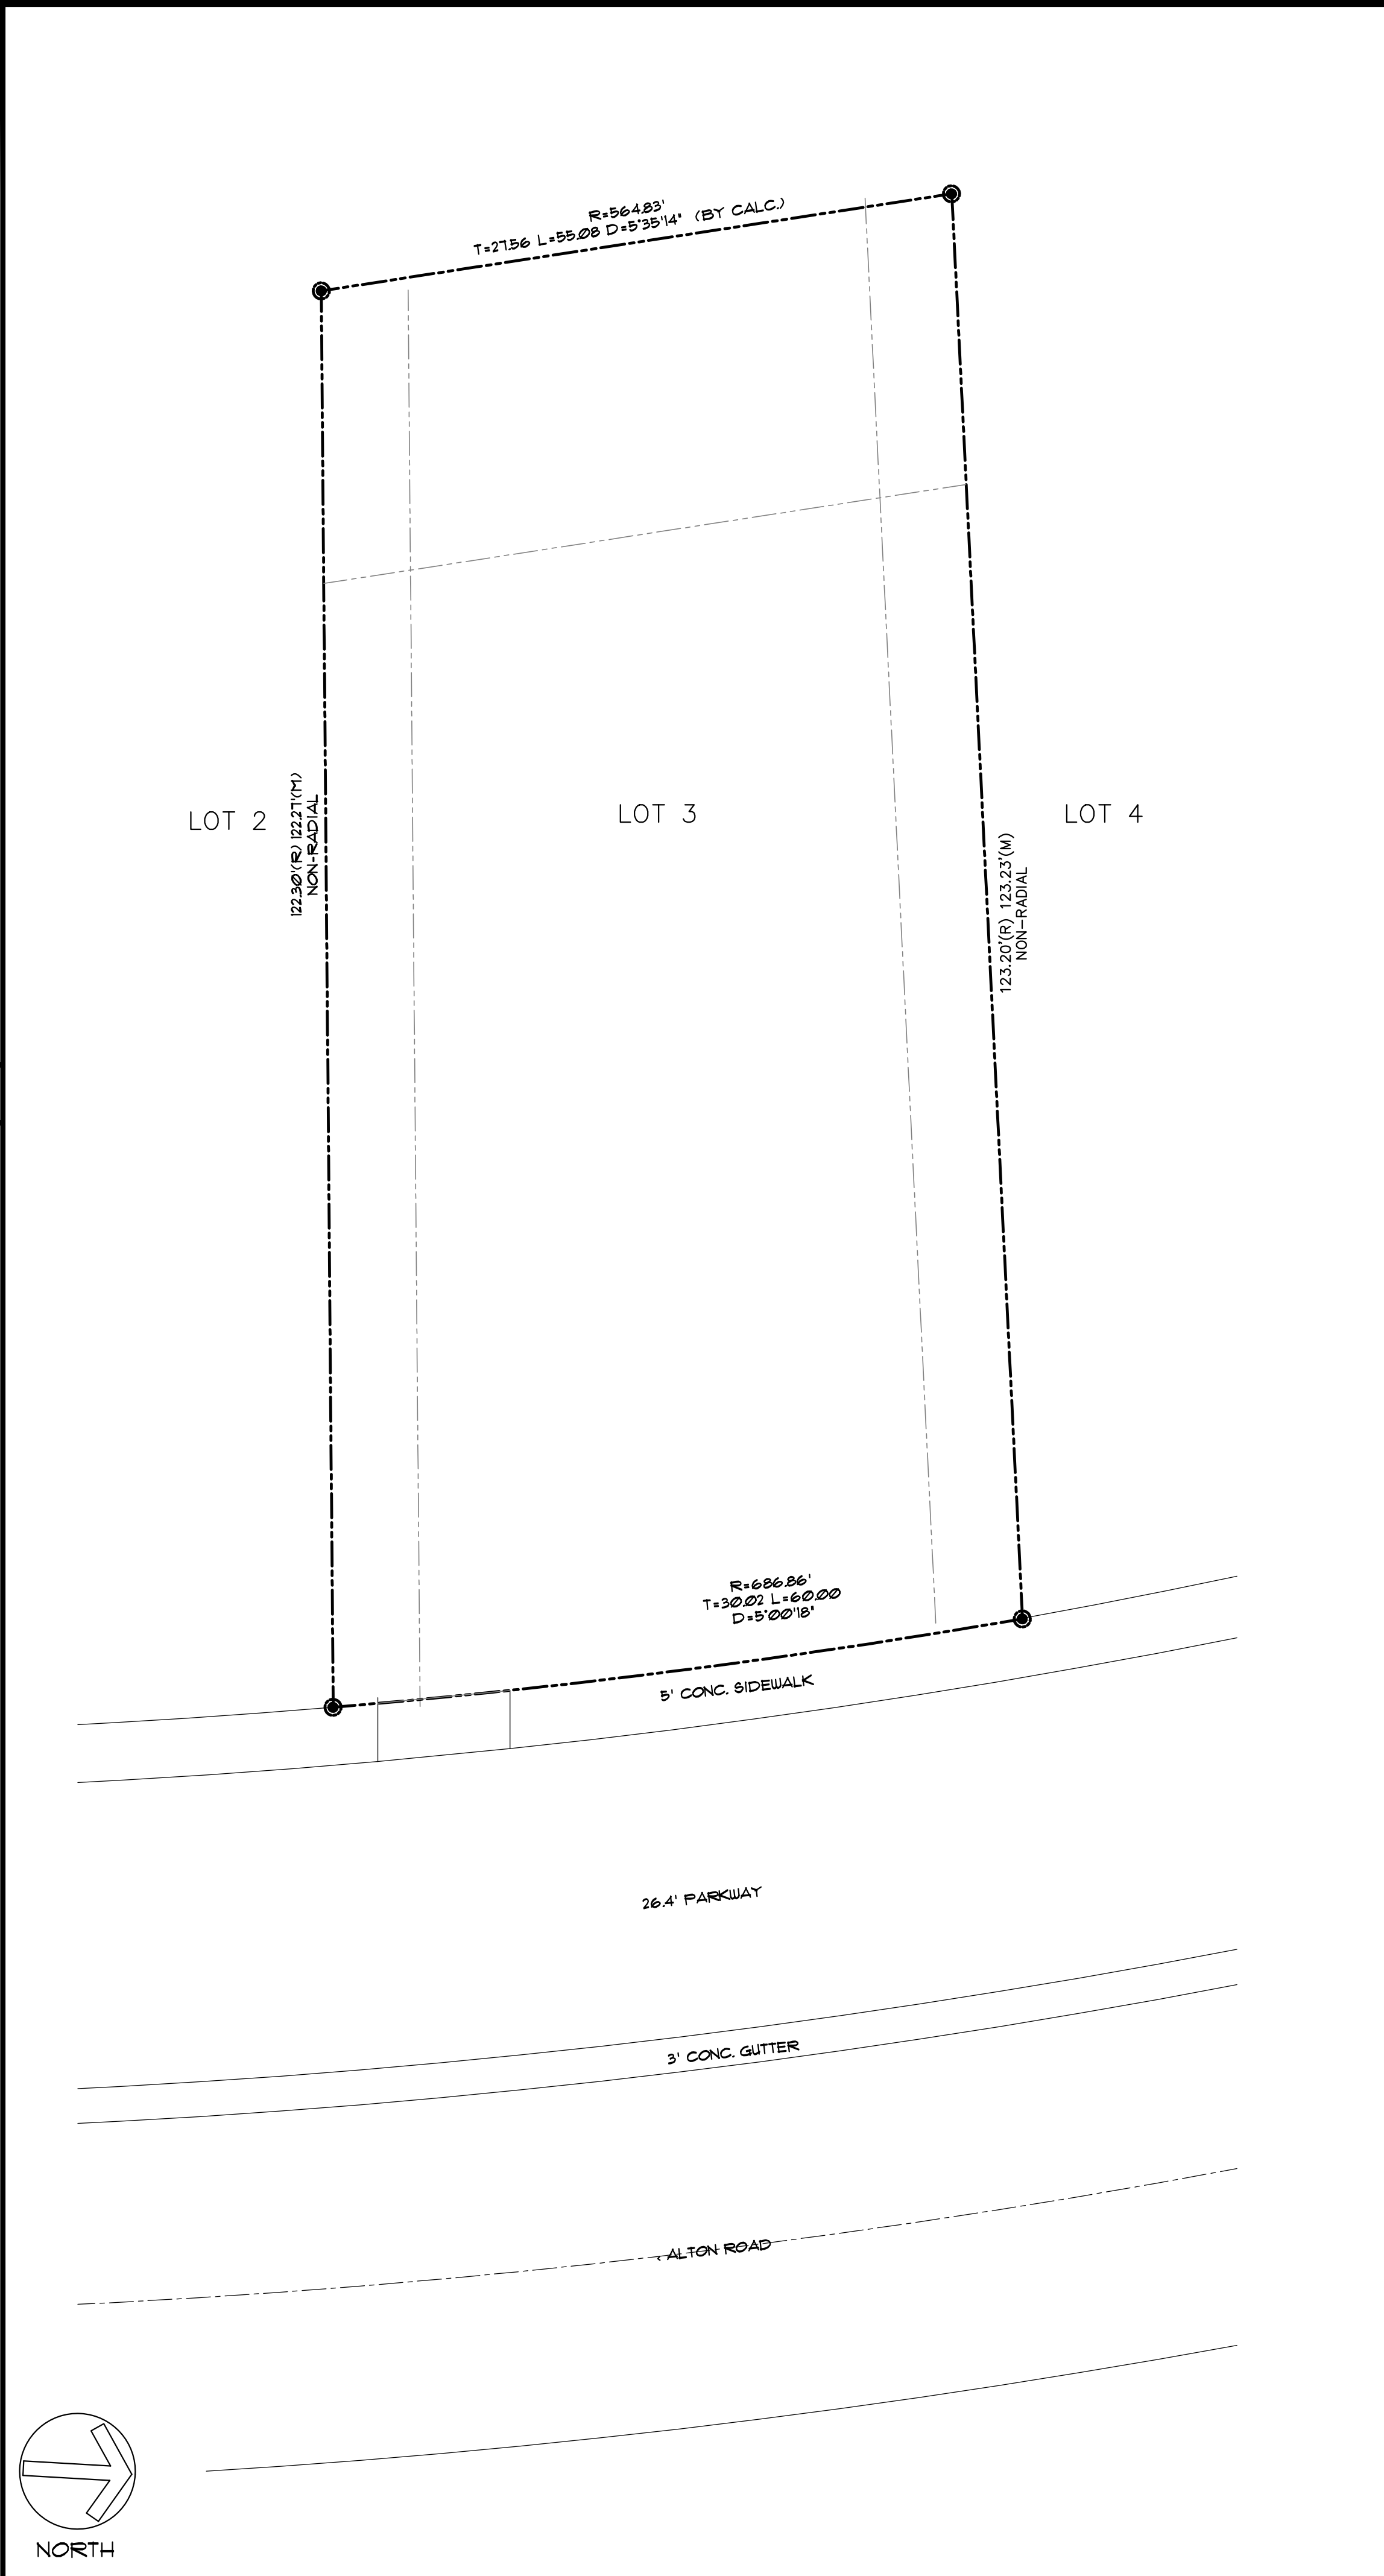 R=564.83'
T=27.56 L=55.08 D=5°35'14" (BY CALC.)
LOT 2
122.30'(R) 122.27'(M)
NON-RADIAL
LOT 3
123.20'(R) 123.23'(M)
NON-RADIAL
LOT 4
R=686.86'
T=30.02 L=60.00
D=5°00'18"
5' CONC. SIDEWALK
26.4' PARKWAY
3' CONC. GUTTER
ALTON ROAD
NORTH